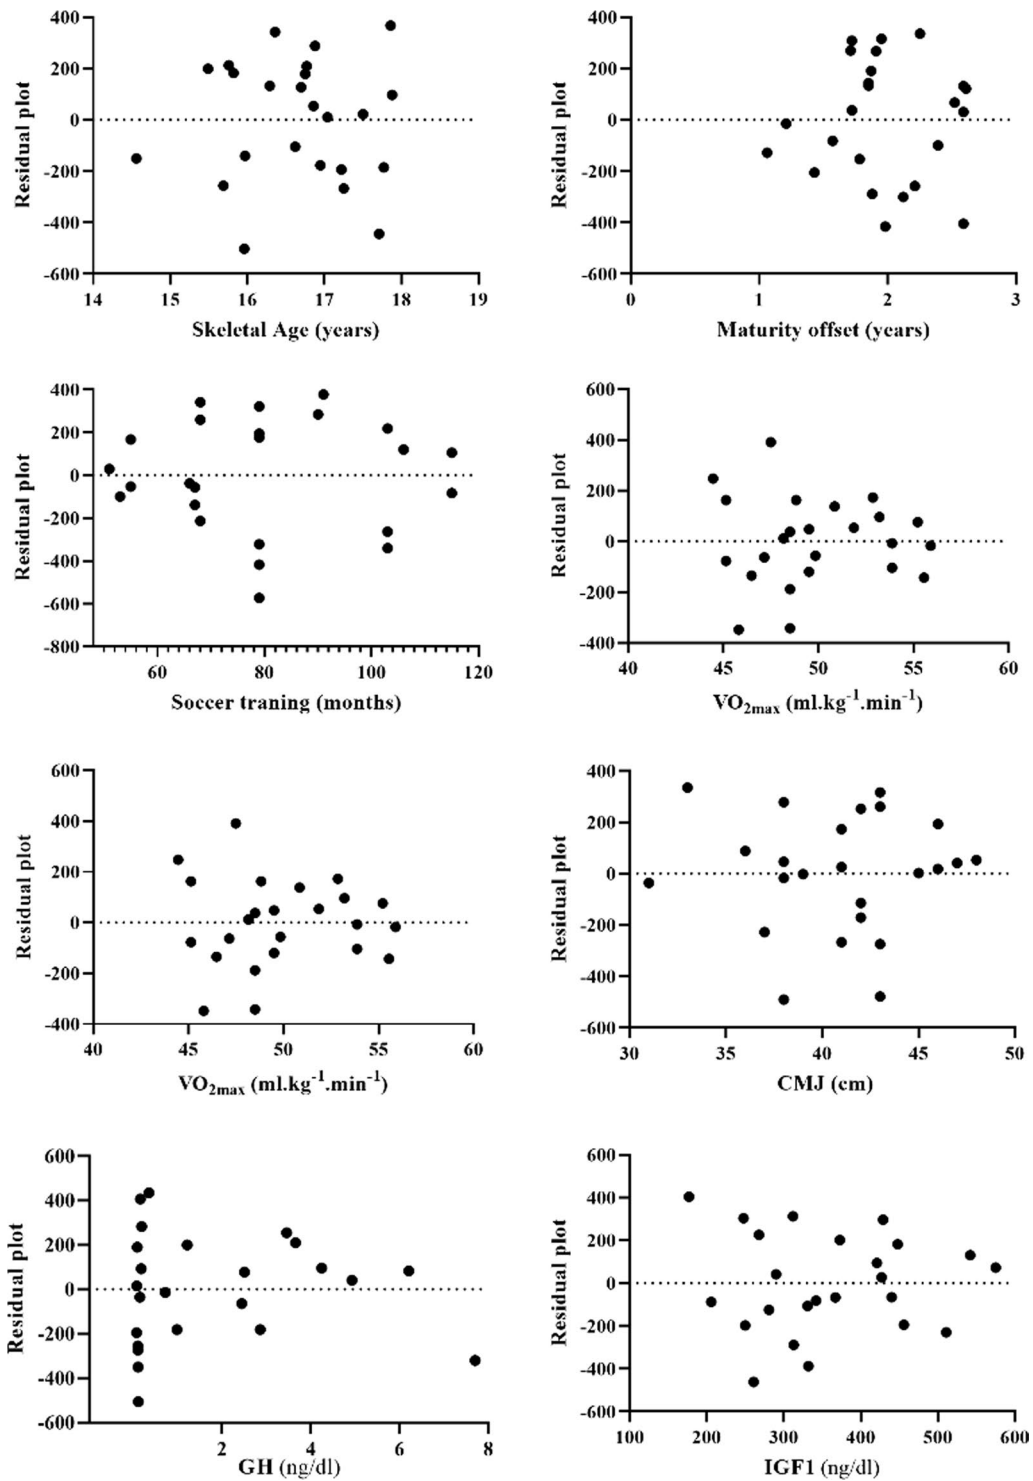 Residual plot
400
200
0
-200
-400
-600
14 15 16 17 18 19
Skeletal Age (years)
Residual plot
400
200
0
-200
-400
-600
0 1 2 3
Maturity offset (years)
Residual plot
400
200
0
-200
-400
-600
-800
60 80 100 120
Soccer traning (months)
Residual plot
600
400
200
0
-200
-400
40 45 50 55 60
VO2max (ml.kg-1.min-1)
Residual plot
600
400
200
0
-200
-400
40 45 50 55 60
VO2max (ml.kg-1.min-1)
Residual plot
400
200
0
-200
-400
-600
30 35 40 45 50
CMJ (cm)
Residual plot
600
400
200
0
-200
-400
-600
2 4 6 8
GH (ng/dl)
Residual plot
600
400
200
0
-200
-400
-600
100 200 300 400 500 600
IGF1 (ng/dl)